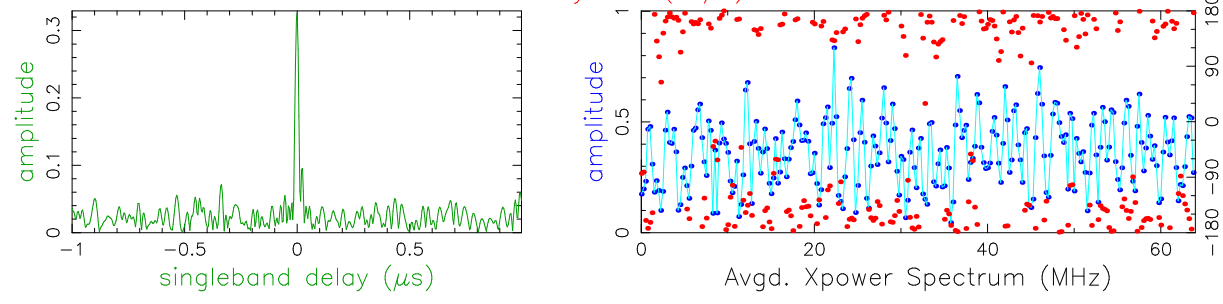 amplitude
0 0.1 0.2 0.3
−1 −0.5 0 0.5
singleband delay (μs)
amplitude
0 0.5 1
0 20 40 60
Avgd. Xpower Spectrum (MHz)
−180 −90 0 90 180